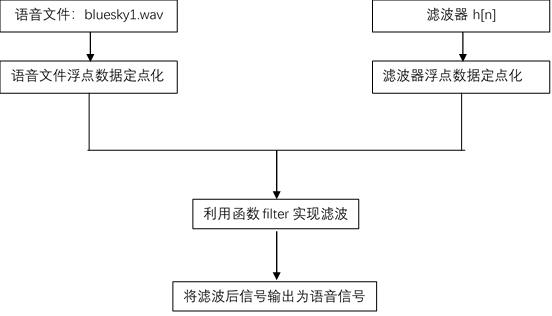 语音文件：bluesky1.wav
滤波器 h[n]
语音文件浮点数据定点化
滤波器浮点数据定点化
利用函数 filter 实现滤波
将滤波后信号输出为语音信号